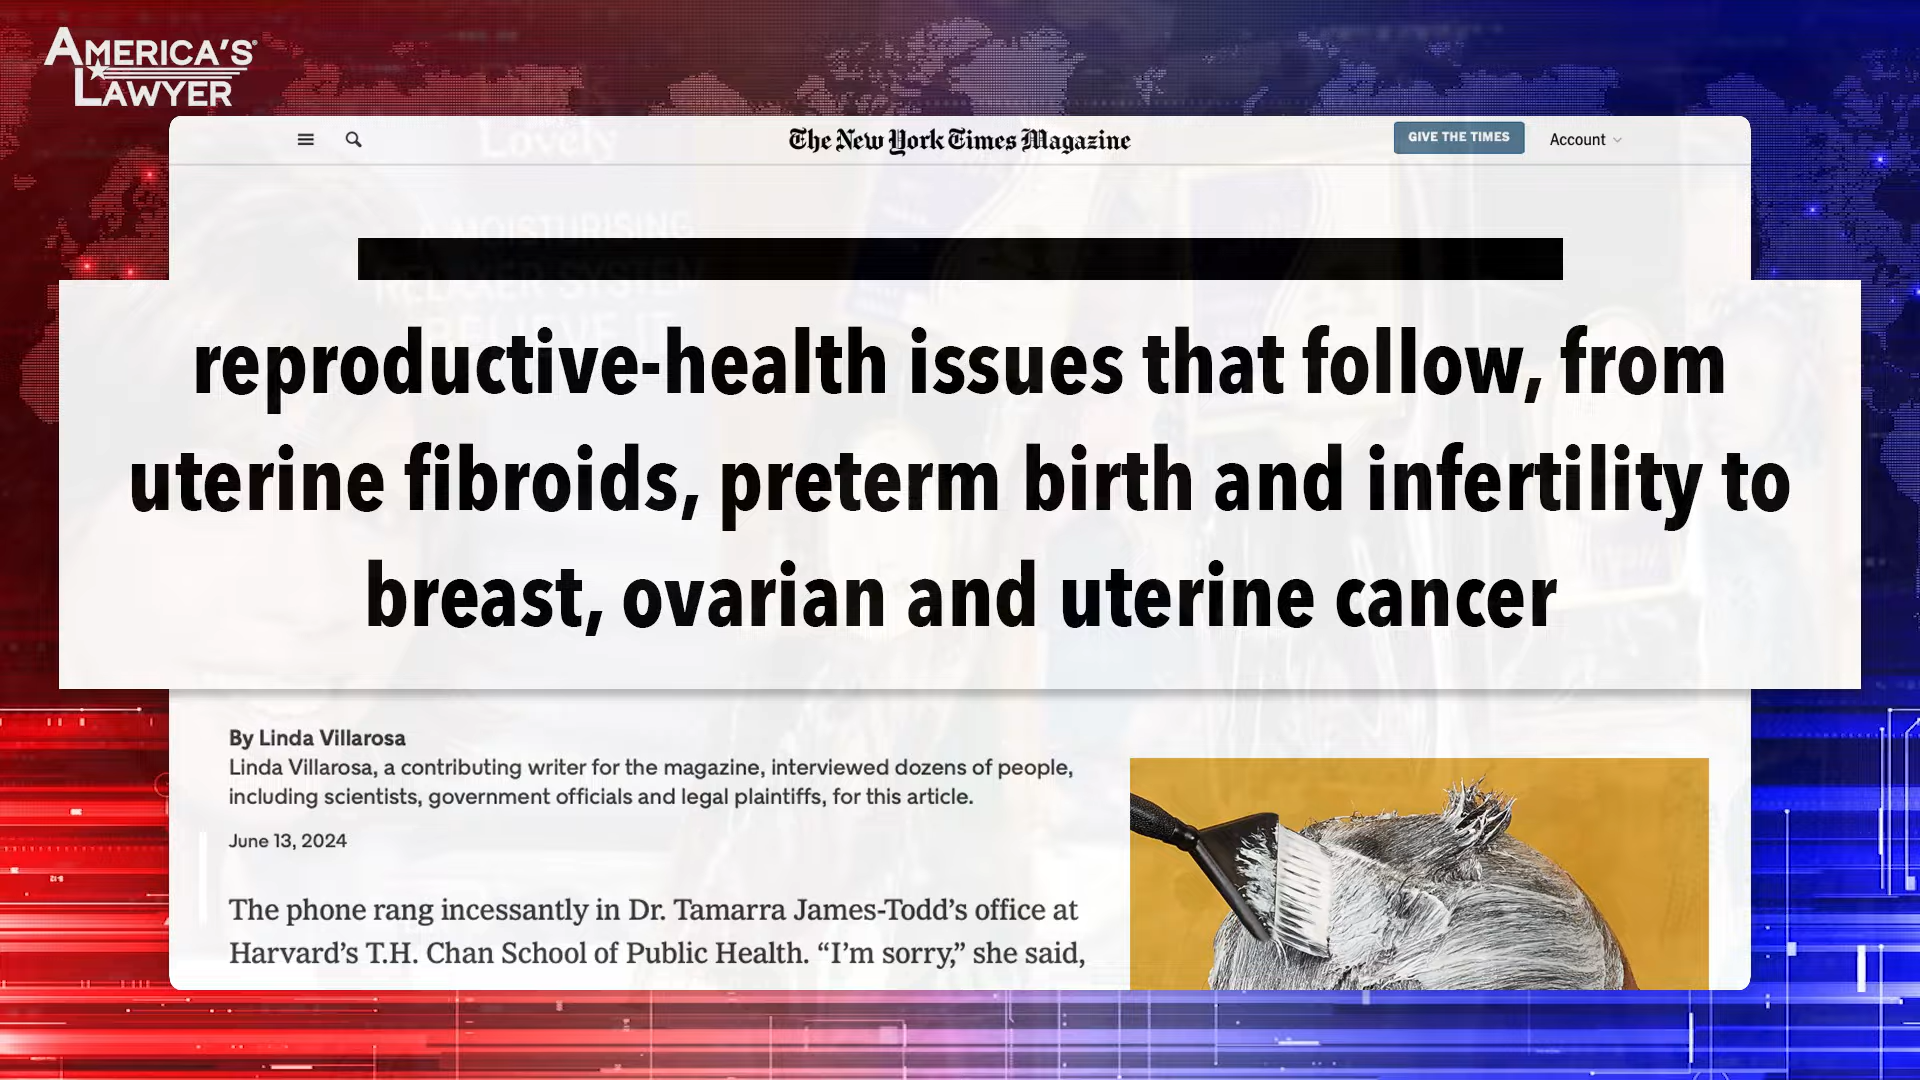 AMERICA'S
LAWYER
Lovely
The New York Times Magazine
GIVE THE TIMES
Account
MOISTURISING
RELAXER SYSTEM
reproductive-health issues that follow, from
uterine fibroids, preterm birth and infertility to
breast, ovarian and uterine cancer
By Linda Villarosa
Linda Villarosa, a contributing writer for the magazine, interviewed dozens of people,
including scientists, government officials and legal plaintiffs, for this article.
June 13, 2024
The phone rang incessantly in Dr. Tamarra James-Todd's office at
Harvard's T.H. Chan School of Public Health. “I'm sorry,” she said,